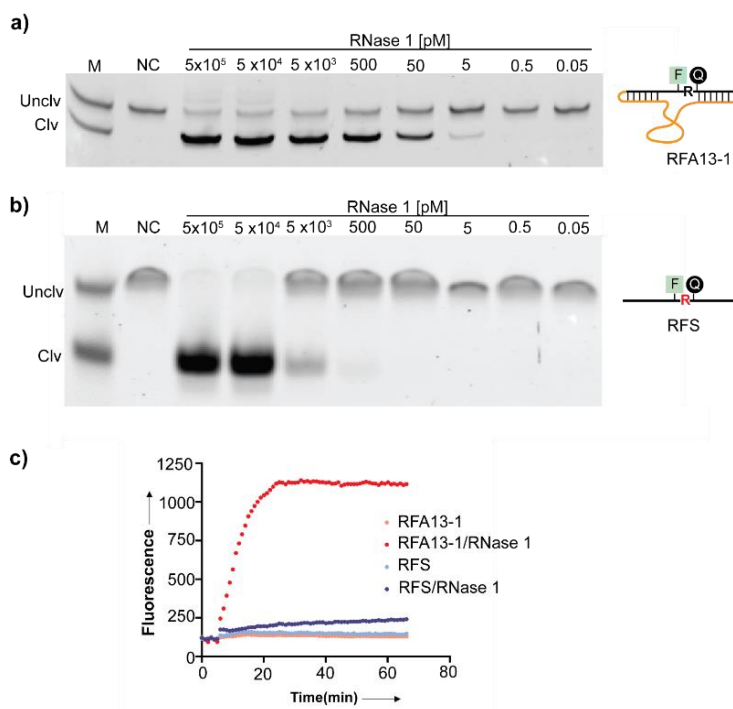 a)
RNase 1 [pM]
M NC 5x10⁵ 5 x10⁴ 5 x10³ 500 50 5 0.5 0.05
Unclv
Clv
F Q
R
RFA13-1
b)
RNase 1 [pM]
M NC 5x10⁵ 5 x10⁴ 5 x10³ 500 50 5 0.5 0.05
Unclv
Clv
F Q
R
RFS
c)
1250
1000
750
500
250
0
Fluorescence
RFA13-1
RFA13-1/RNase 1
RFS
RFS/RNase 1
0 20 40 60 80
Time(min)